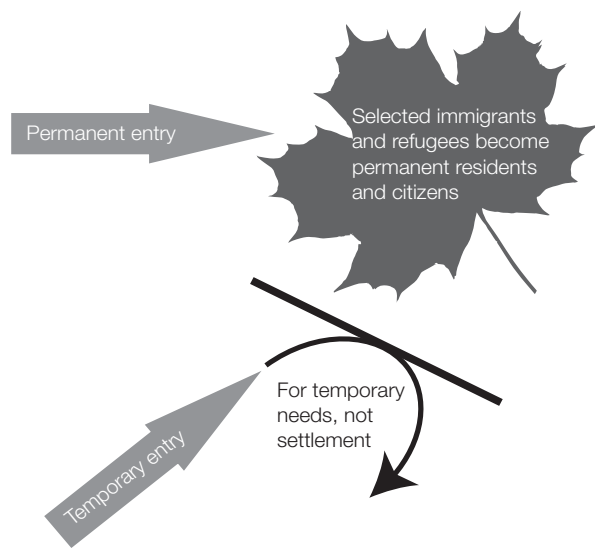 Permanent entry
Selected immigrants
and refugees become
permanent residents
and citizens
For temporary
needs, not
settlement
Temporary entry